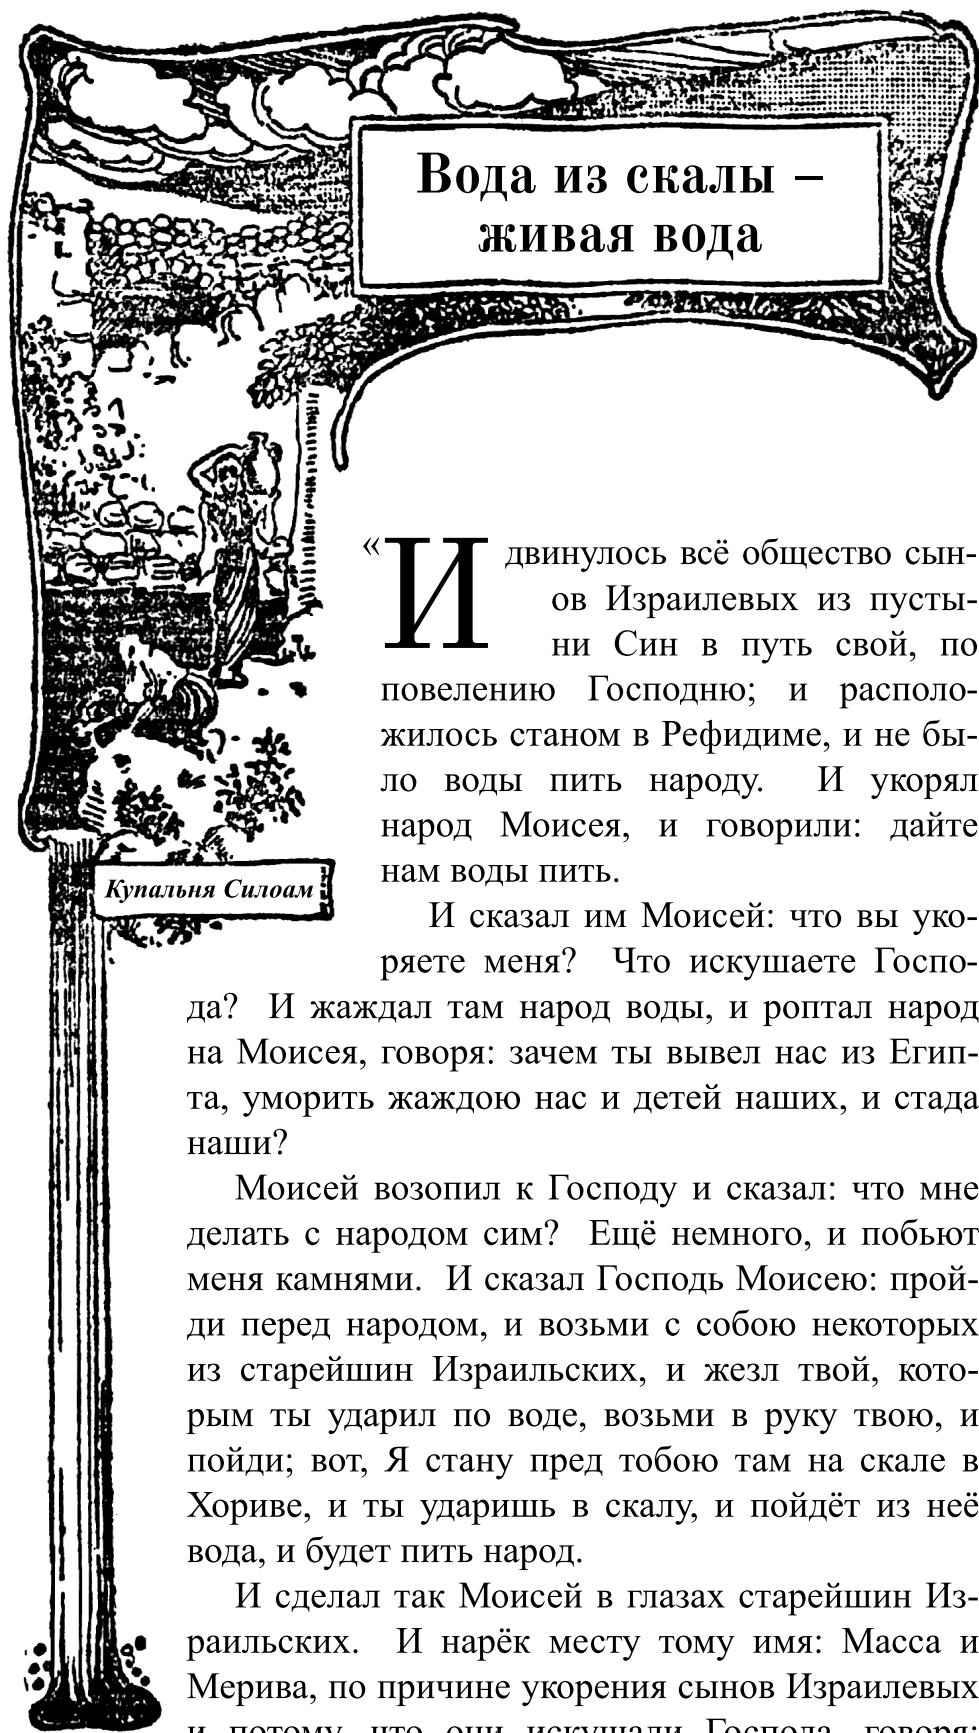 Вода из скалы –
живая вода
«И двинулось всё общество сын-
ов Израилевых из пусты-
ни Син в путь свой, по
повелению Господню; и располо-
жилось станом в Рефидиме, и не бы-
ло воды пить народу. И укорял
народ Моисея, и говорили: дайте
нам воды пить.
Купальня Силоам
И сказал им Моисей: что вы уко-
ряете меня? Что искушаете Госпо-
да? И жаждал там народ воды, и роптал народ
на Моисея, говоря: зачем ты вывел нас из Егип-
та, уморить жаждою нас и детей наших, и стада
наши?
Моисей возопил к Господу и сказал: что мне
делать с народом сим? Ещё немного, и побьют
меня камнями. И сказал Господь Моисею: прой-
ди перед народом, и возьми с собою некоторых
из старейшин Израильских, и жезл твой, кото-
рым ты ударил по воде, возьми в руку твою, и
пойди; вот, Я стану пред тобою там на скале в
Хориве, и ты ударишь в скалу, и пойдёт из неё
вода, и будет пить народ.
И сделал так Моисей в глазах старейшин Из-
раильских. И нарёк месту тому имя: Масса и
Мерива, по причине укорения сынов Израилевых
и потому, что они искушали Господа, говоря: